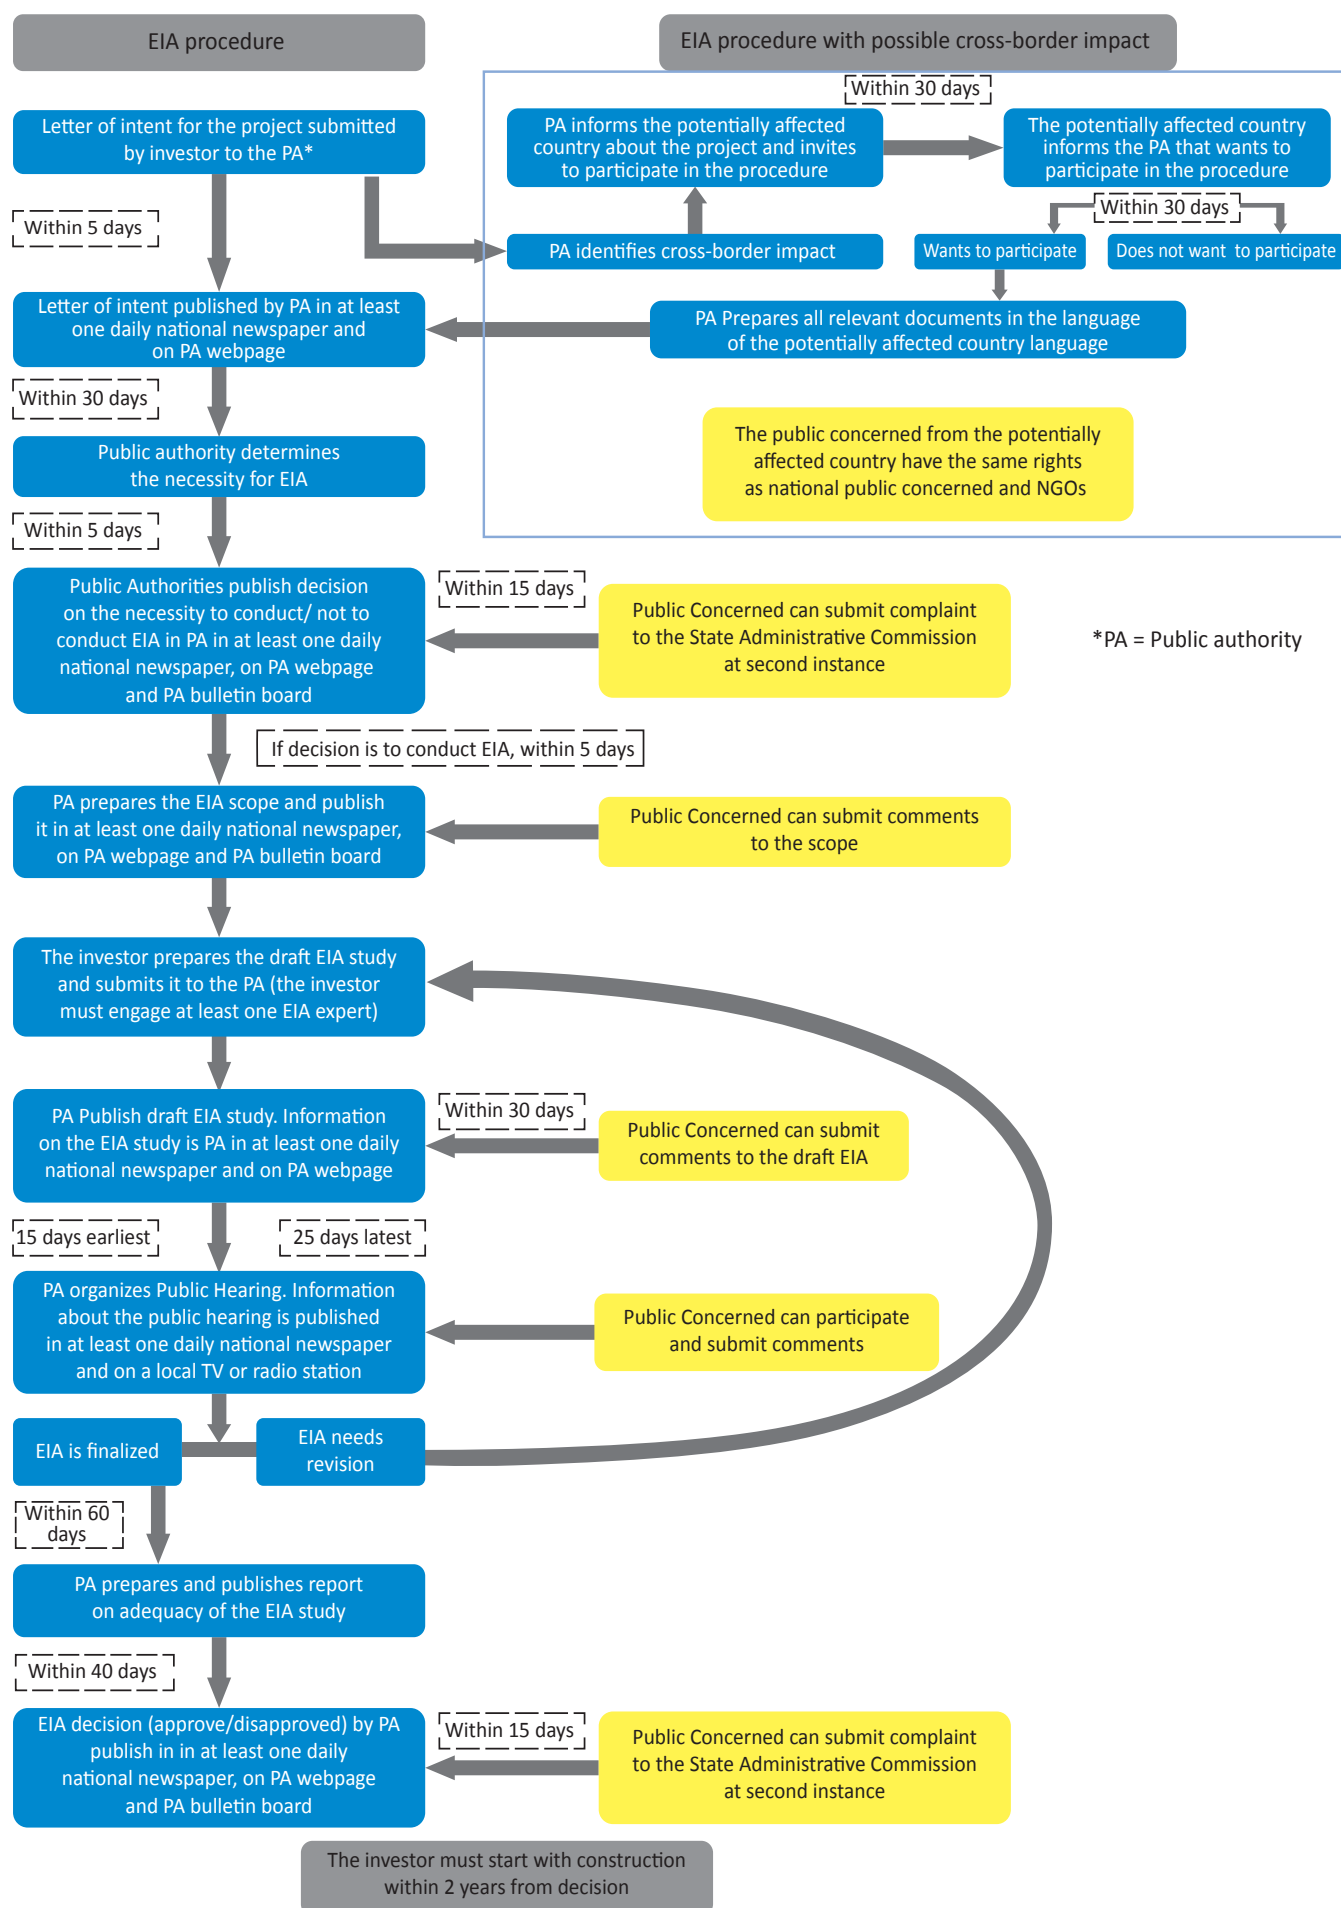 EIA procedure
EIA procedure with possible cross-border impact
Letter of intent for the project submitted
by investor to the PA*
Within 5 days
Within 30 days
PA informs the potentially affected
country about the project and invites
to participate in the procedure
The potentially affected country
informs the PA that wants to
participate in the procedure
Within 30 days
PA identifies cross-border impact
Wants to participate
Does not want to participate
Letter of intent published by PA in at least
one daily national newspaper and
on PA webpage
PA Prepares all relevant documents in the language
of the potentially affected country language
Within 30 days
The public concerned from the potentially
affected country have the same rights
as national public concerned and NGOs
Public authority determines
the necessity for EIA
Within 5 days
Public Authorities publish decision
on the necessity to conduct/ not to
conduct EIA in PA in at least one daily
national newspaper, on PA webpage
and PA bulletin board
Within 15 days
Public Concerned can submit complaint
to the State Administrative Commission
at second instance
*PA = Public authority
If decision is to conduct EIA, within 5 days
PA prepares the EIA scope and publish
it in at least one daily national newspaper,
on PA webpage and PA bulletin board
Public Concerned can submit comments
to the scope
The investor prepares the draft EIA study
and submits it to the PA (the investor
must engage at least one EIA expert)
PA Publish draft EIA study. Information
on the EIA study is PA in at least one daily
national newspaper and on PA webpage
Within 30 days
Public Concerned can submit
comments to the draft EIA
15 days earliest
25 days latest
PA organizes Public Hearing. Information
about the public hearing is published
in at least one daily national newspaper
and on a local TV or radio station
Public Concerned can participate
and submit comments
EIA is finalized
EIA needs
revision
Within 60
days
PA prepares and publishes report
on adequacy of the EIA study
Within 40 days
EIA decision (approve/disapproved) by PA
publish in in at least one daily
national newspaper, on PA webpage
and PA bulletin board
Within 15 days
Public Concerned can submit complaint
to the State Administrative Commission
at second instance
The investor must start with construction
within 2 years from decision